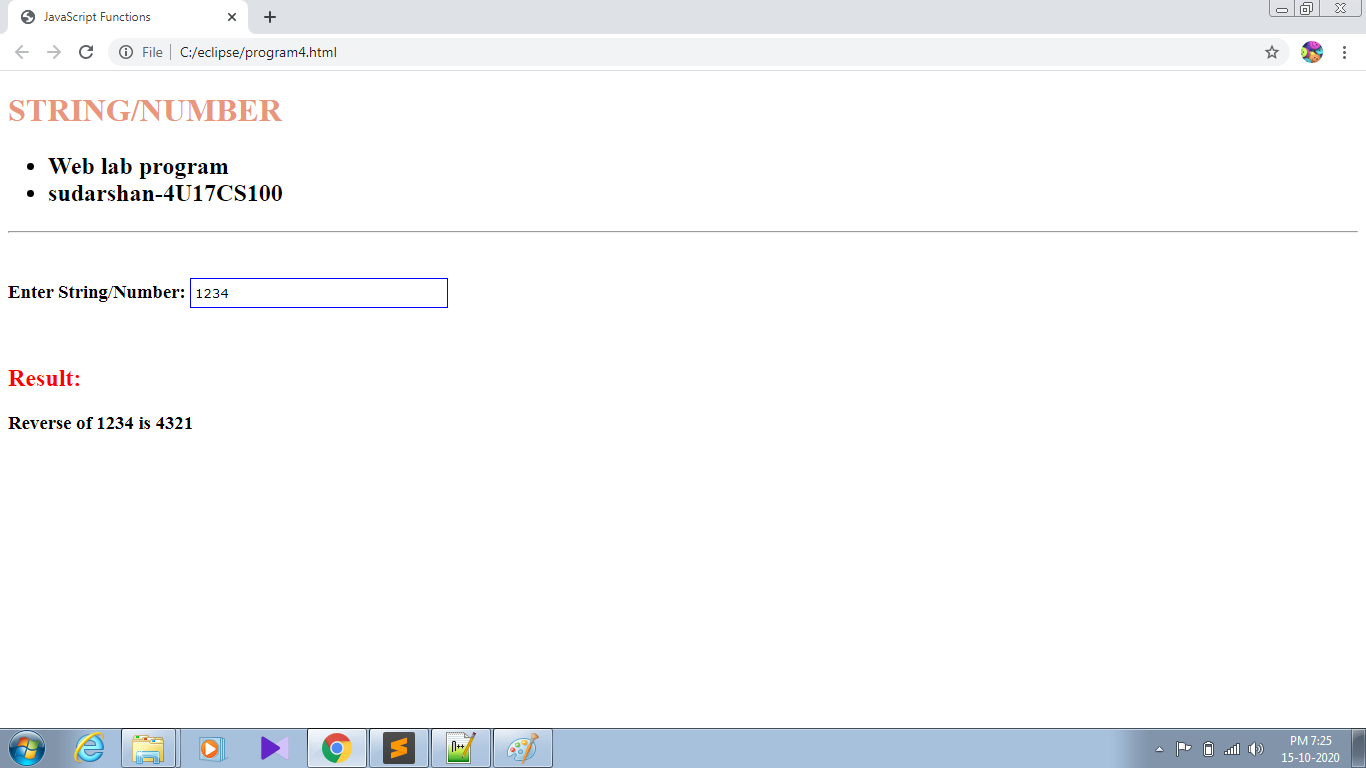 JavaScript Functions
File
C:/eclipse/program4.html
STRING/NUMBER
• Web lab program
• sudarshan-4U17CS100
Enter String/Number: 1234
Result:
Reverse of 1234 is 4321
PM 7:25
15-10-2020